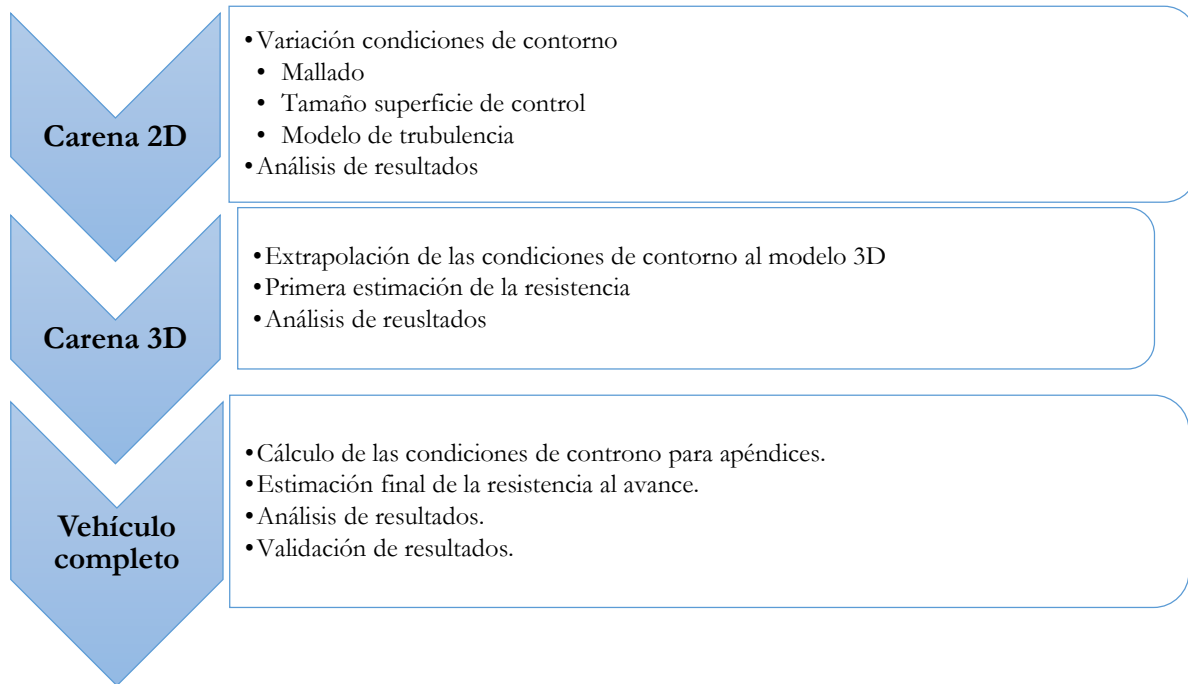 Carena 2D
•Variación condiciones de contorno
• Mallado
• Tamaño superficie de control
• Modelo de trubulencia
•Análisis de resultados
Carena 3D
•Extrapolación de las condiciones de contorno al modelo 3D
•Primera estimación de la resistencia
•Análisis de reusltados
Vehículo
completo
•Cálculo de las condiciones de controno para apéndices.
•Estimación final de la resistencia al avance.
•Análisis de resultados.
•Validación de resultados.